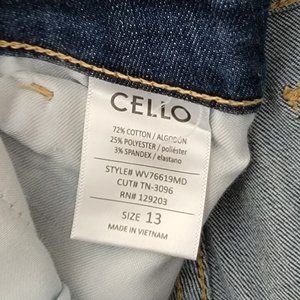 CELLO
72% COTTON / ALGODÓN
25% POLYESTER / poliéster
3% SPANDEX / elastano
STYLE# WV76619MD
CUT# TN-3096
RN# 129203
SIZE 13
MADE IN VIETNAM